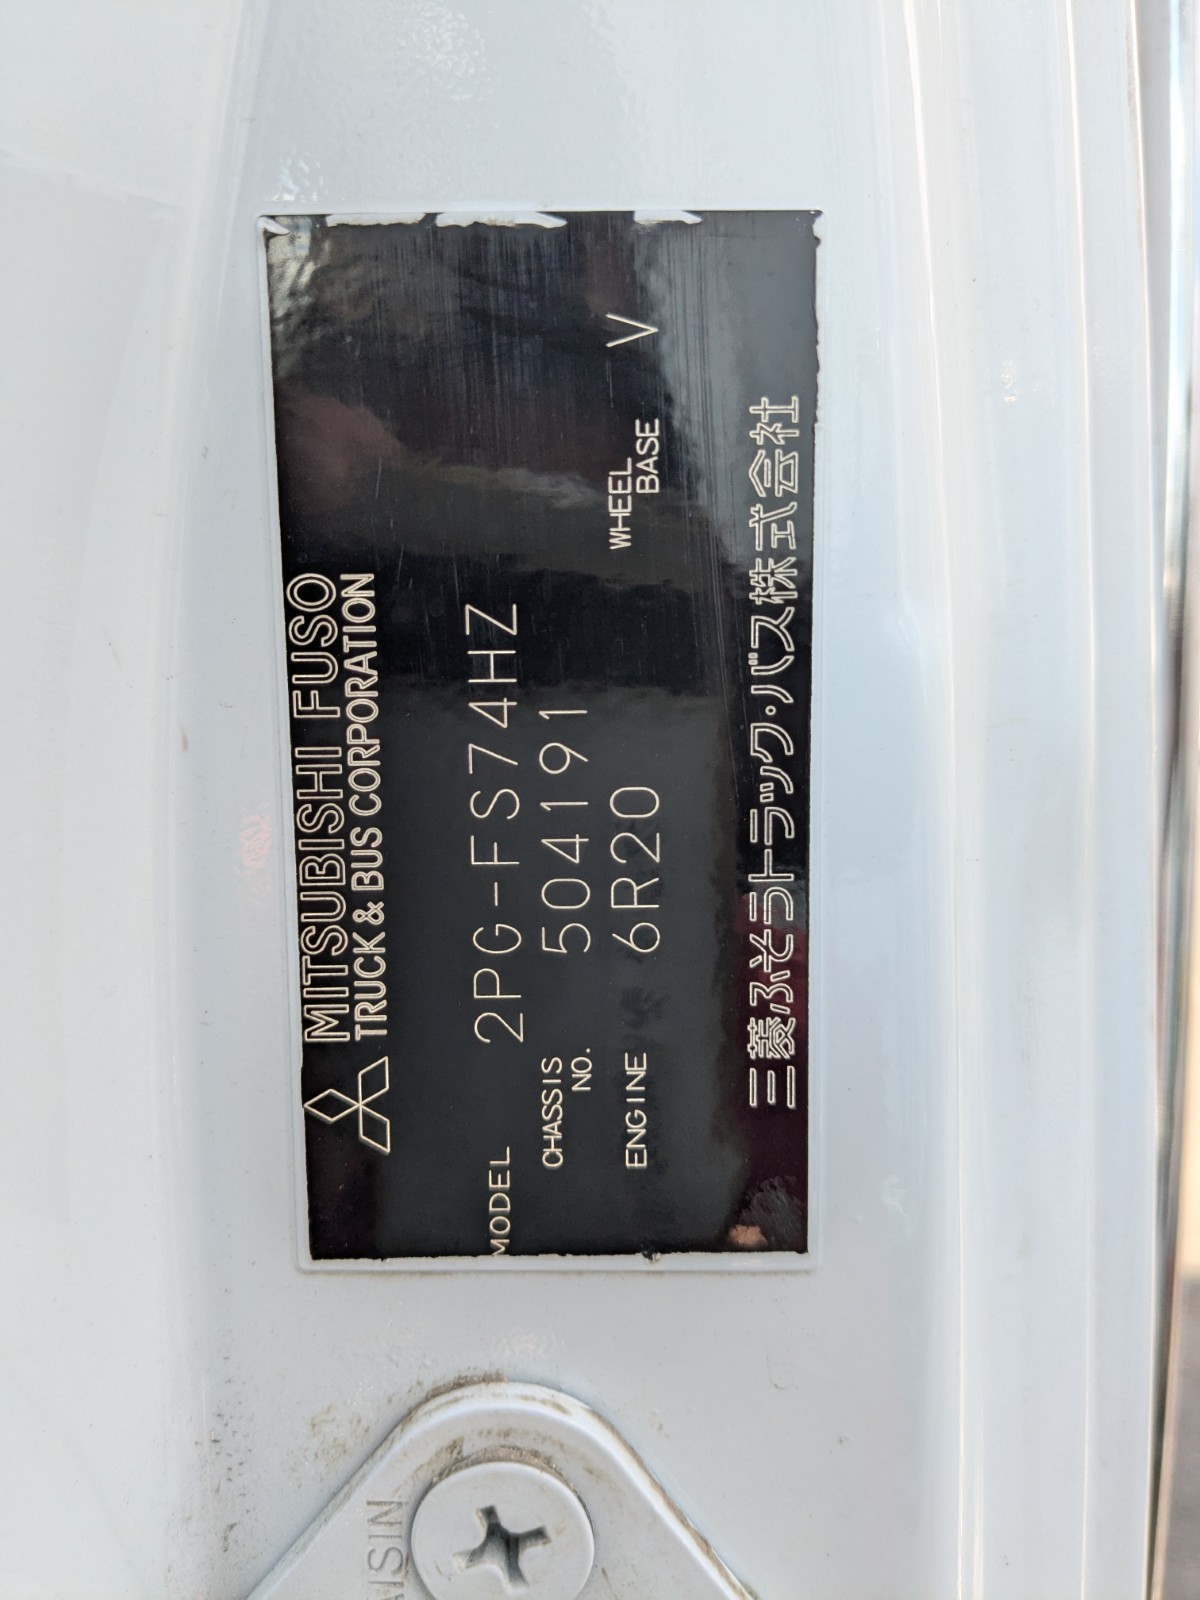 MITSUBISHI FUSO
TRUCK & BUS CORPORATION
MODEL 2PG-FS74HZ
CHASSIS NO. 504191
ENGINE 6R20 WHEEL BASE V
三菱ふそうトラック・バス株式会社
AISIN